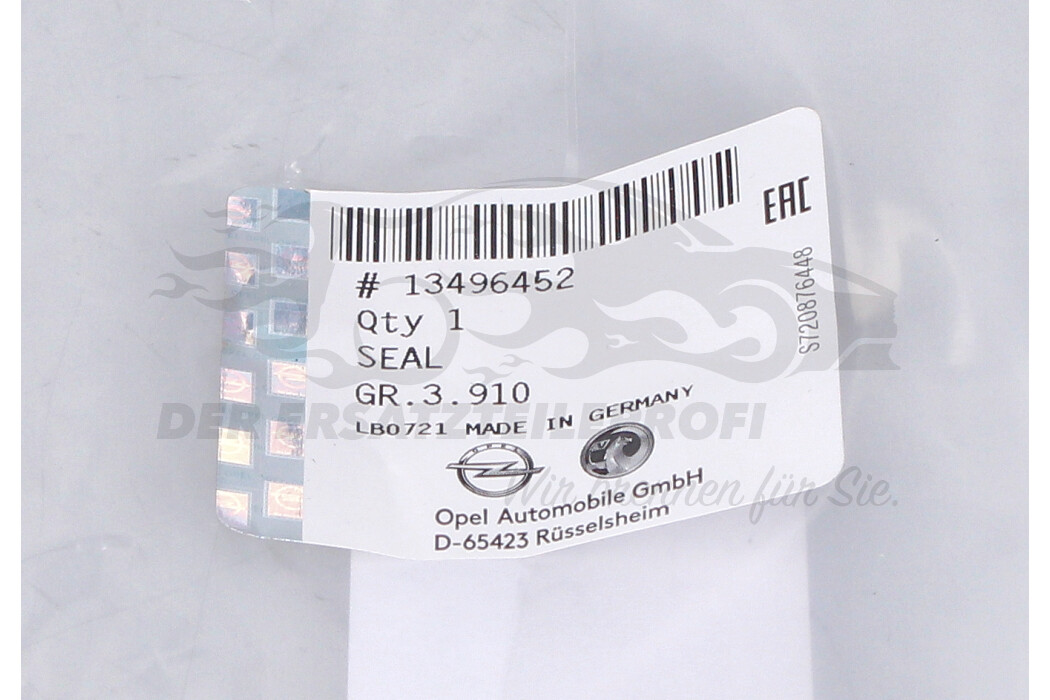 EAC
# 13496452
Qty 1
SEAL
GR.3.910
LB0721 MADE IN GERMANY
OPEL
Opel Automobile GmbH
D-65423 Rüsselsheim
S720876448
DER ERSATZTEILEPROFI
Wir brennen für Sie.